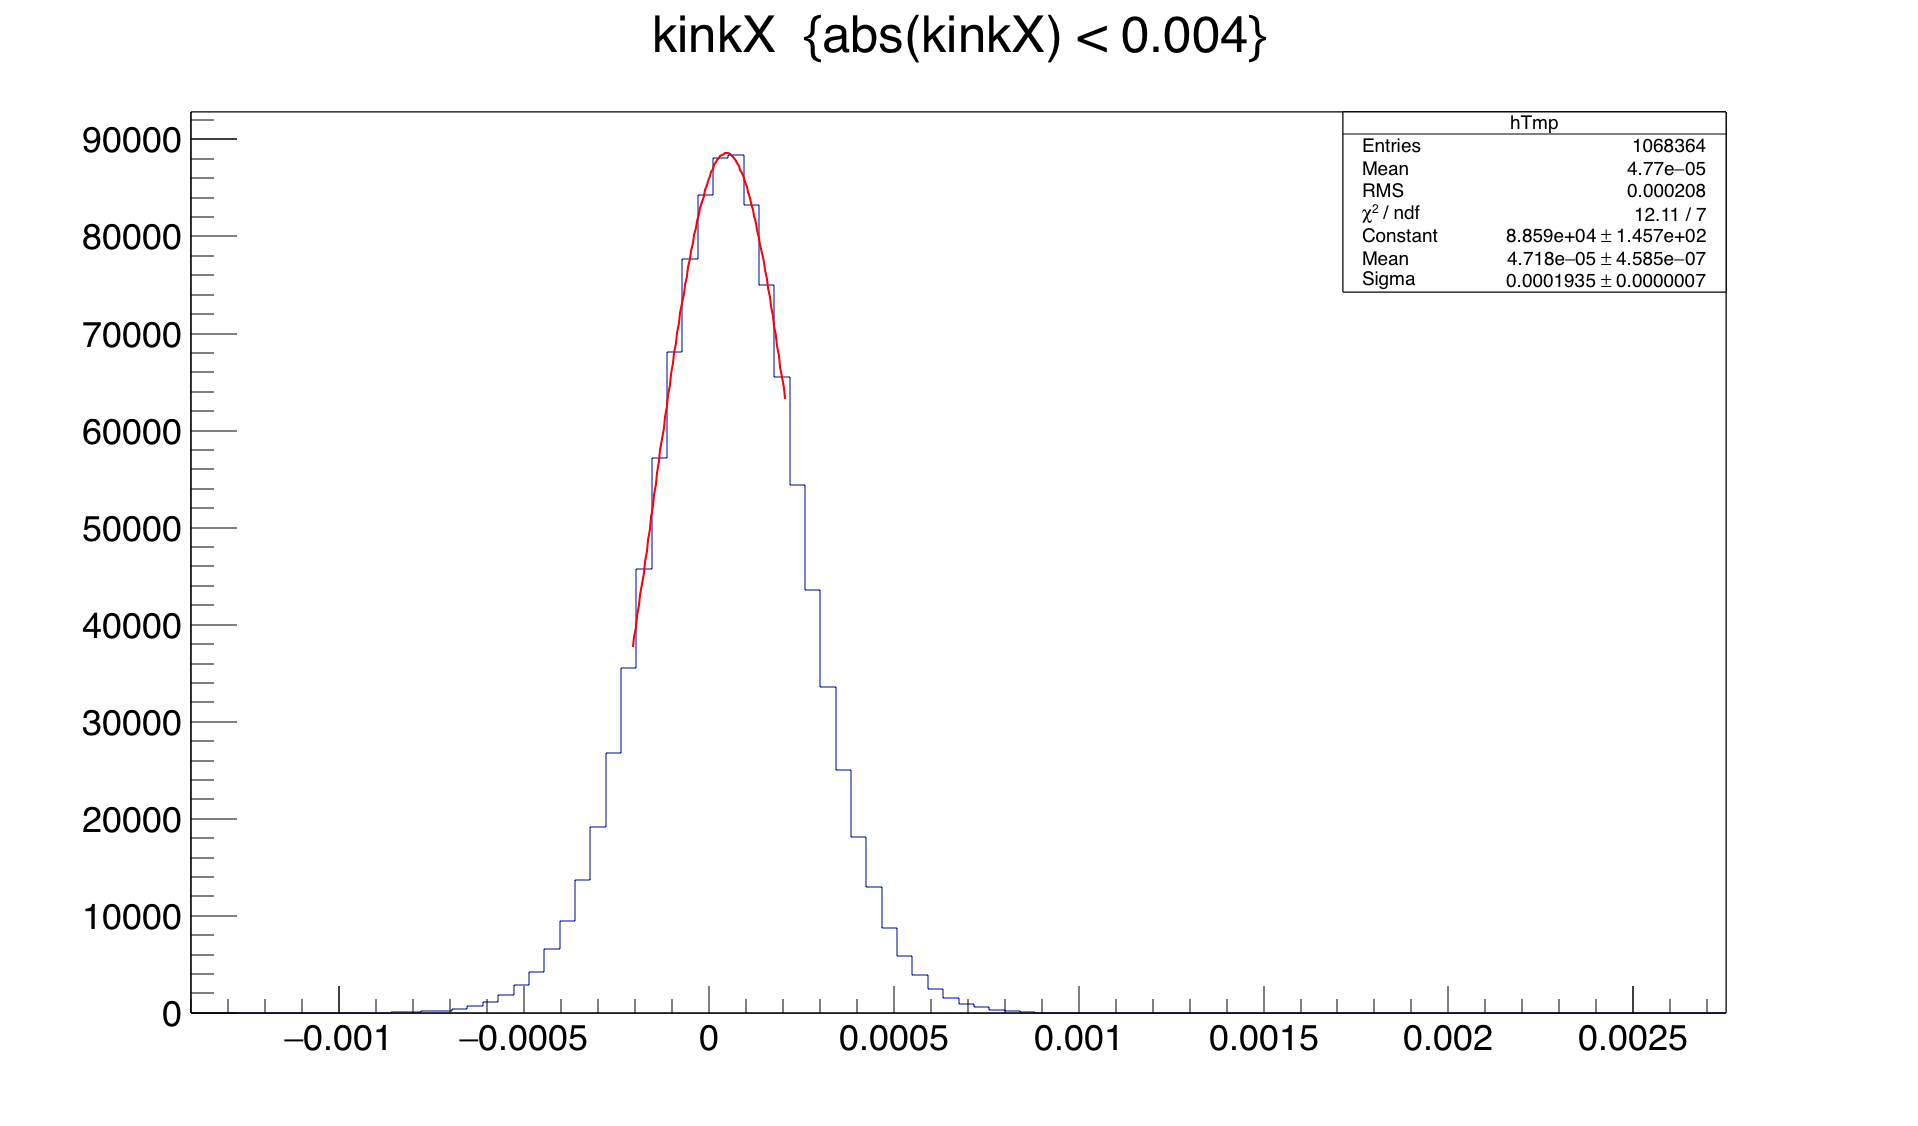 kinkX {abs(kinkX) < 0.004}
hTmp
Entries 1068364
Mean 4.77e−05
RMS 0.000208
χ² / ndf 12.11 / 7
Constant 8.859e+04 ± 1.457e+02
Mean 4.718e−05 ± 4.585e−07
Sigma 0.0001935 ± 0.0000007
90000
80000
70000
60000
50000
40000
30000
20000
10000
0
−0.001 −0.0005 0 0.0005 0.001 0.0015 0.002 0.0025